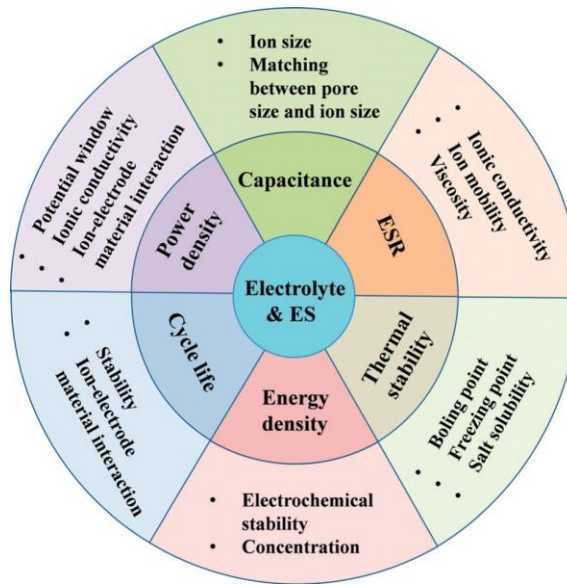 • Ion size
• Matching
between pore
size and ion size
Capacitance
• Ionic conductivity
• Ion mobility
• Viscosity
ESR
• Boling point
• Freezing point
• Salt solubility
Thermal
stability
• Electrochemical
stability
• Concentration
Energy
density
• Stability
• Ion-electrode
material interaction
Cycle life
• Potential window
• Ionic conductivity
• Ion-electrode
material interaction
Power
density
Electrolyte
& ES